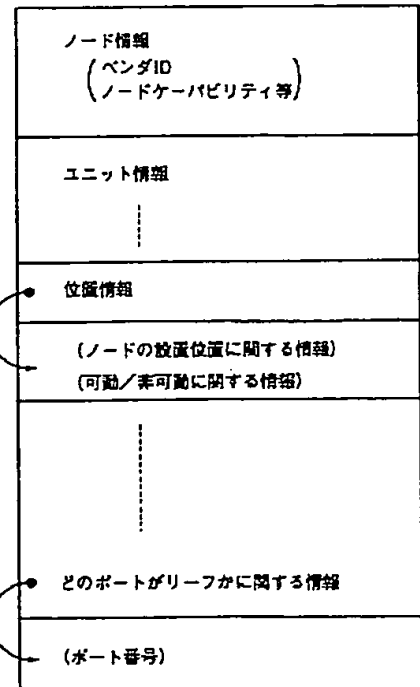 ノード情報
(ベンダID
ノードケーパビリティ等)
ユニット情報
位置情報
(ノードの設置位置に関する情報)
(可動/非可動に関する情報)
どのポートがリーフかに関する情報
(ポート番号)